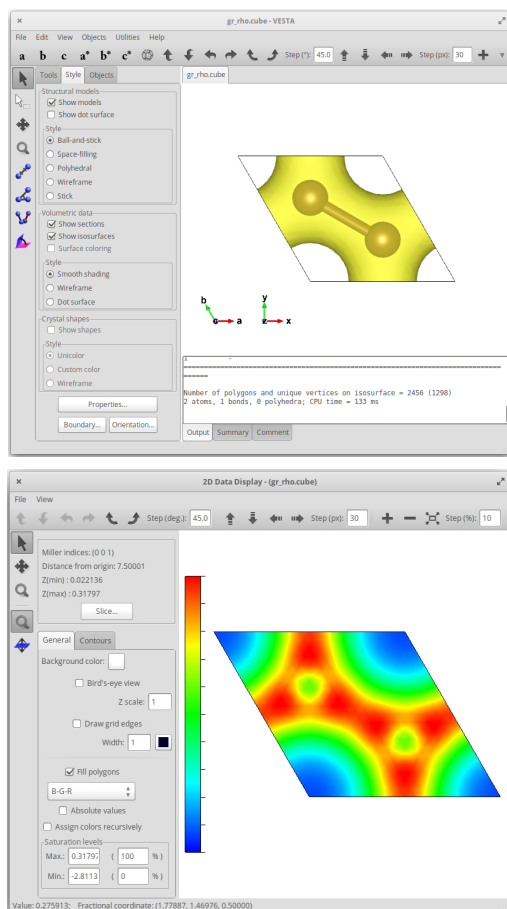 gr_rho.cube - VESTA
File Edit View Objects Utilities Help
a b c a* b* c* Step (°): 45.0 Step (px): 30
Tools Style Objects
gr_rho.cube
Structural models
Show models
Show dot surface
Style
Ball-and-stick
Space-filling
Polyhedral
Wireframe
Stick
Volumetric data
Show sections
Show isosurfaces
Surface coloring
Style
Smooth shading
Wireframe
Dot surface
Crystal shapes
Show shapes
Style
Unicolor
Custom color
Wireframe
Properties...
Boundary... Orientation...
b c a
y z x
================================================================================
======
Number of polygons and unique vertices on isosurface = 2456 (1298)
2 atoms, 1 bonds, 0 polyhedra; CPU time = 133 ms
Output Summary Comment
2D Data Display - (gr_rho.cube)
File View
Step (deg.): 45.0 Step (px): 30 Step (%): 10
Miller indices: (0 0 1)
Distance from origin: 7.50001
Z(min) : 0.022136
Z(max) : 0.31797
Slice...
General Contours
Background color:
Bird's-eye view
Z scale: 1
Draw grid edges
Width: 1
Fill polygons
B-G-R
Absolute values
Assign colors recursively
Saturation levels
Max.: 0.31797 ( 100 % )
Min.: -2.8113 ( 0 % )
Value: 0.275913; Fractional coordinate: (1.77887, 1.46976, 0.50000)